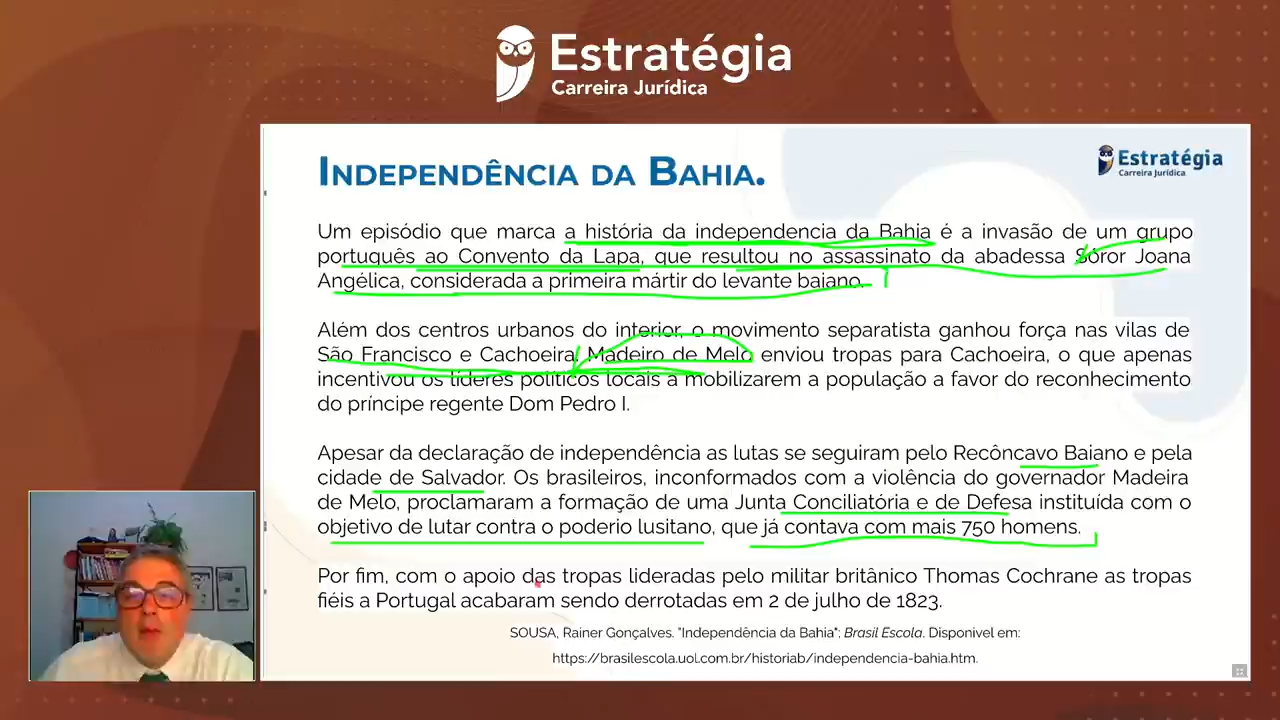 Estratégia
Carreira Jurídica
INDEPENDÊNCIA DA BAHIA.
Estratégia
Carreira Jurídica
Um episódio que marca a história da independencia da Bahia é a invasão de um grupo
português ao Convento da Lapa, que resultou no assassinato da abadessa Sóror Joana
Angélica, considerada a primeira mártir do levante baiano.
Além dos centros urbanos do interior, o movimento separatista ganhou força nas vilas de
São Francisco e Cachoeira. Madeiro de Melo enviou tropas para Cachoeira, o que apenas
incentivou os líderes políticos locais a mobilizarem a população a favor do reconhecimento
do príncipe regente Dom Pedro I.
Apesar da declaração de independência as lutas se seguiram pelo Recôncavo Baiano e pela
cidade de Salvador. Os brasileiros, inconformados com a violência do governador Madeira
de Melo, proclamaram a formação de uma Junta Conciliatória e de Defesa instituída com o
objetivo de lutar contra o poderio lusitano, que já contava com mais 750 homens.
Por fim, com o apoio das tropas lideradas pelo militar britânico Thomas Cochrane as tropas
fiéis a Portugal acabaram sendo derrotadas em 2 de julho de 1823.
SOUSA, Rainer Gonçalves. "Independência da Bahia"; Brasil Escola. Disponivel em:
https://brasilescola.uol.com.br/historiab/independencia-bahia.htm.